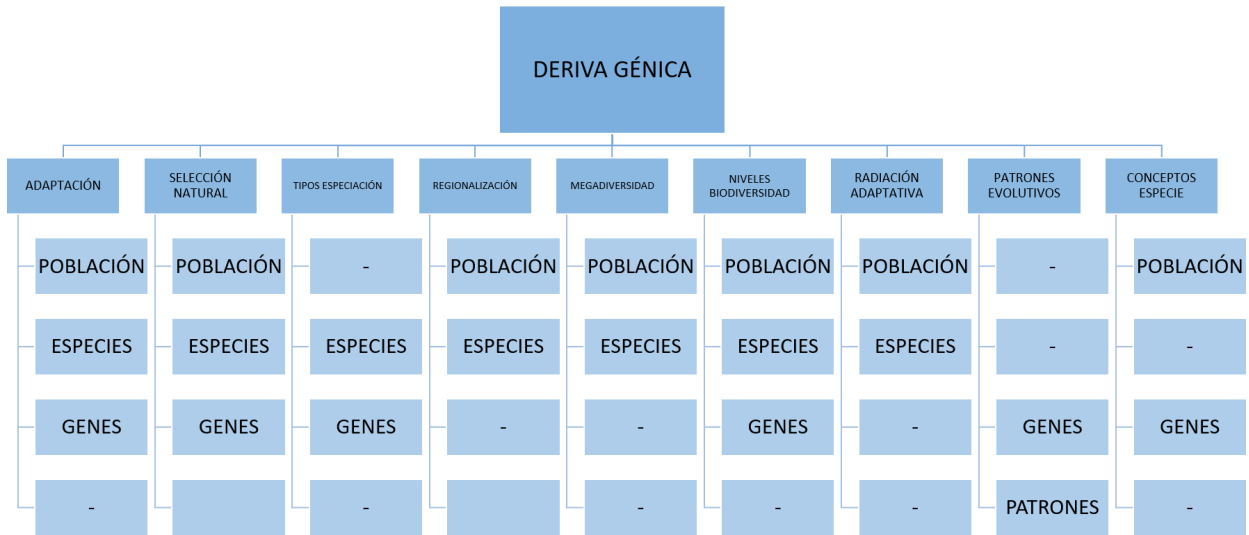 DERIVA GÉNICA
ADAPTACIÓN
SELECCIÓN
NATURAL
TIPOS ESPECIACIÓN
REGIONALIZACIÓN
MEGADIVERSIDAD
NIVELES
BIODIVERSIDAD
RADIACIÓN
ADAPTATIVA
PATRONES
EVOLUTIVOS
CONCEPTOS
ESPECIE
POBLACIÓN
POBLACIÓN
-
POBLACIÓN
POBLACIÓN
POBLACIÓN
POBLACIÓN
-
POBLACIÓN
ESPECIES
ESPECIES
ESPECIES
ESPECIES
ESPECIES
ESPECIES
ESPECIES
-
-
GENES
GENES
GENES
-
-
GENES
-
GENES
GENES
-
-
-
-
-
PATRONES
-